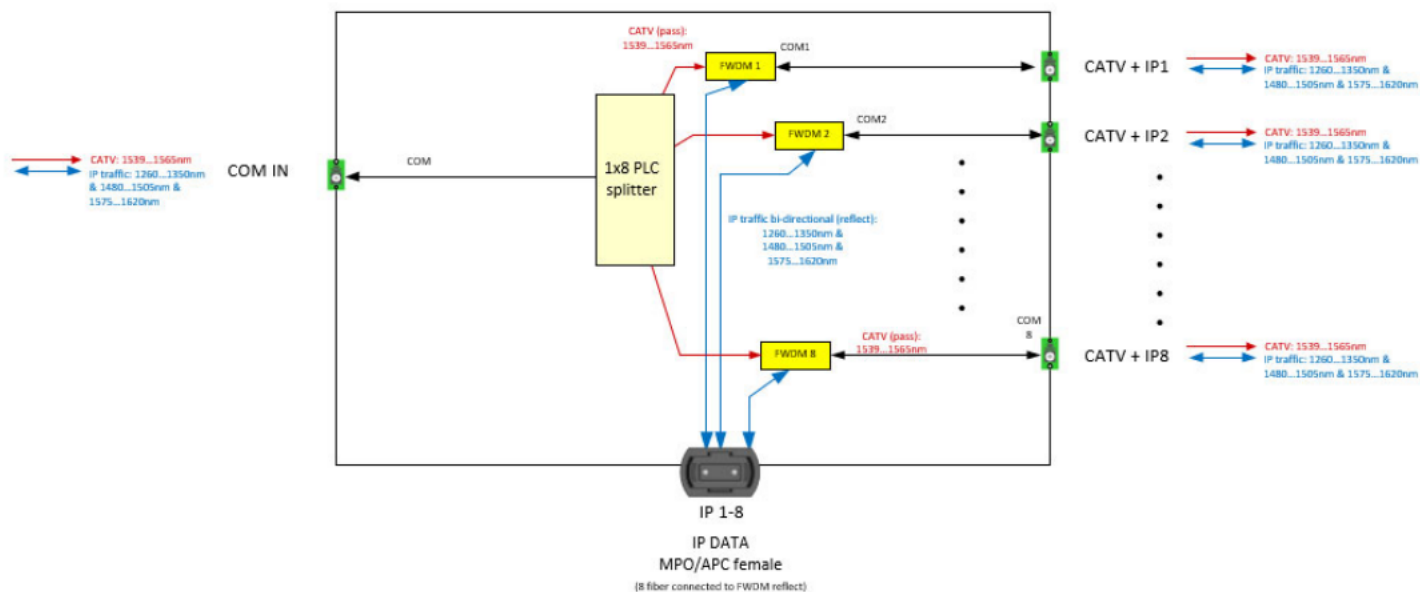 CATV (pass):
1539...1565nm
COM1
FWDM 1
CATV + IP1
CATV: 1539...1565nm
IP traffic: 1260...1350nm &
1480...1505nm & 1575...1620nm
COM2
FWDM 2
CATV + IP2
CATV: 1539...1565nm
IP traffic: 1260...1350nm &
1480...1505nm & 1575...1620nm
CATV: 1539...1565nm
IP traffic: 1260...1350nm
& 1480...1505nm &
1575...1620nm
COM IN
COM
1x8 PLC
splitter
IP traffic bi-directional (reflect):
1260...1350nm &
1480...1505nm &
1575...1620nm
COM
8
FWDM 8
CATV (pass):
1539...1565nm
CATV + IP8
CATV: 1539...1565nm
IP traffic: 1260...1350nm &
1480...1505nm & 1575...1620nm
IP 1-8
IP DATA
MPO/APC female
(8 fiber connected to FWDM reflect)